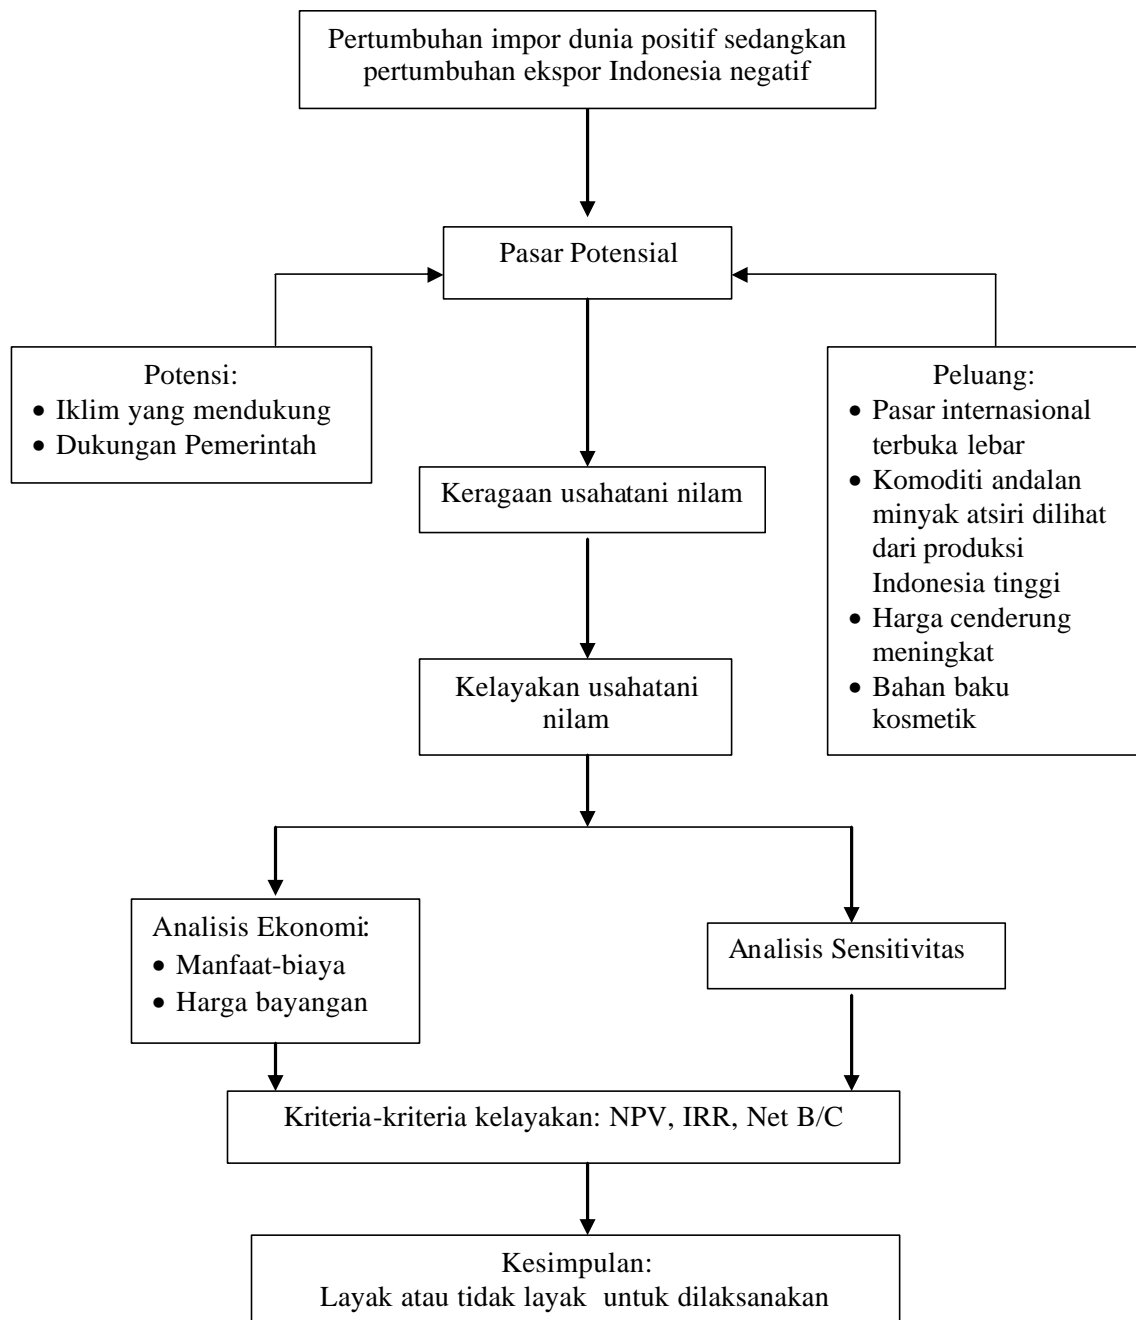 Pertumbuhan impor dunia positif sedangkan
pertumbuhan ekspor Indonesia negatif
Pasar Potensial
Potensi:
• Iklim yang mendukung
• Dukungan Pemerintah
Peluang:
• Pasar internasional
terbuka lebar
• Komoditi andalan
minyak atsiri dilihat
dari produksi
Indonesia tinggi
• Harga cenderung
meningkat
• Bahan baku
kosmetik
Keragaan usahatani nilam
Kelayakan usahatani
nilam
Analisis Ekonomi:
• Manfaat-biaya
• Harga bayangan
Analisis Sensitivitas
Kriteria-kriteria kelayakan: NPV, IRR, Net B/C
Kesimpulan:
Layak atau tidak layak untuk dilaksanakan